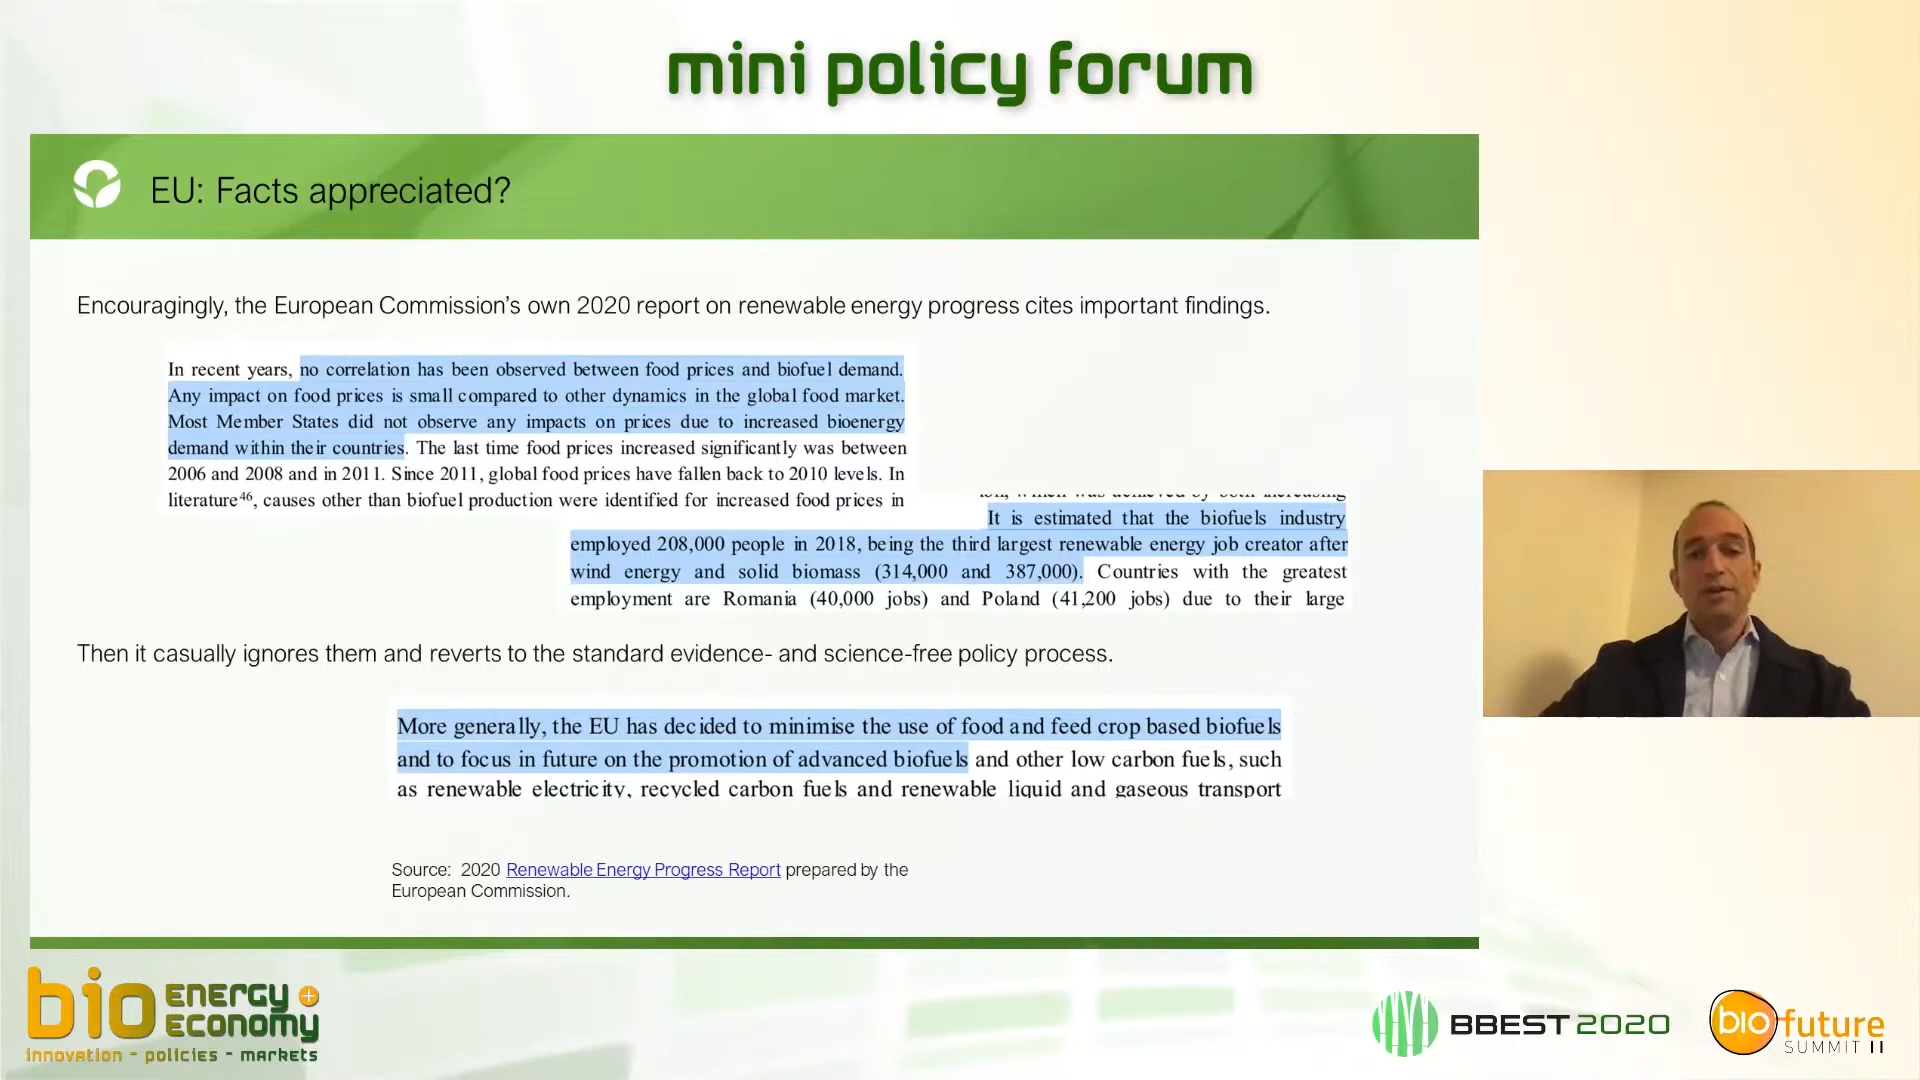 mini policy forum
EU: Facts appreciated?
Encouragingly, the European Commission's own 2020 report on renewable energy progress cites important findings.
In recent years, no correlation has been observed between food prices and biofuel demand.
Any impact on food prices is small compared to other dynamics in the global food market.
Most Member States did not observe any impacts on prices due to increased bioenergy
demand within their countries. The last time food prices increased significantly was between
2006 and 2008 and in 2011. Since 2011, global food prices have fallen back to 2010 levels. In
literature46, causes other than biofuel production were identified for increased food prices in
It is estimated that the biofuels industry
employed 208,000 people in 2018, being the third largest renewable energy job creator after
wind energy and solid biomass (314,000 and 387,000). Countries with the greatest
employment are Romania (40,000 jobs) and Poland (41,200 jobs) due to their large
Then it casually ignores them and reverts to the standard evidence- and science-free policy process.
More generally, the EU has decided to minimise the use of food and feed crop based biofuels
and to focus in future on the promotion of advanced biofuels and other low carbon fuels, such
as renewable electricity, recycled carbon fuels and renewable liquid and gaseous transport
Source: 2020 Renewable Energy Progress Report prepared by the
European Commission.
bio ENERGY +
ECONOMY
innovation - policies - markets
BBEST 2020
biofuture
SUMMIT II